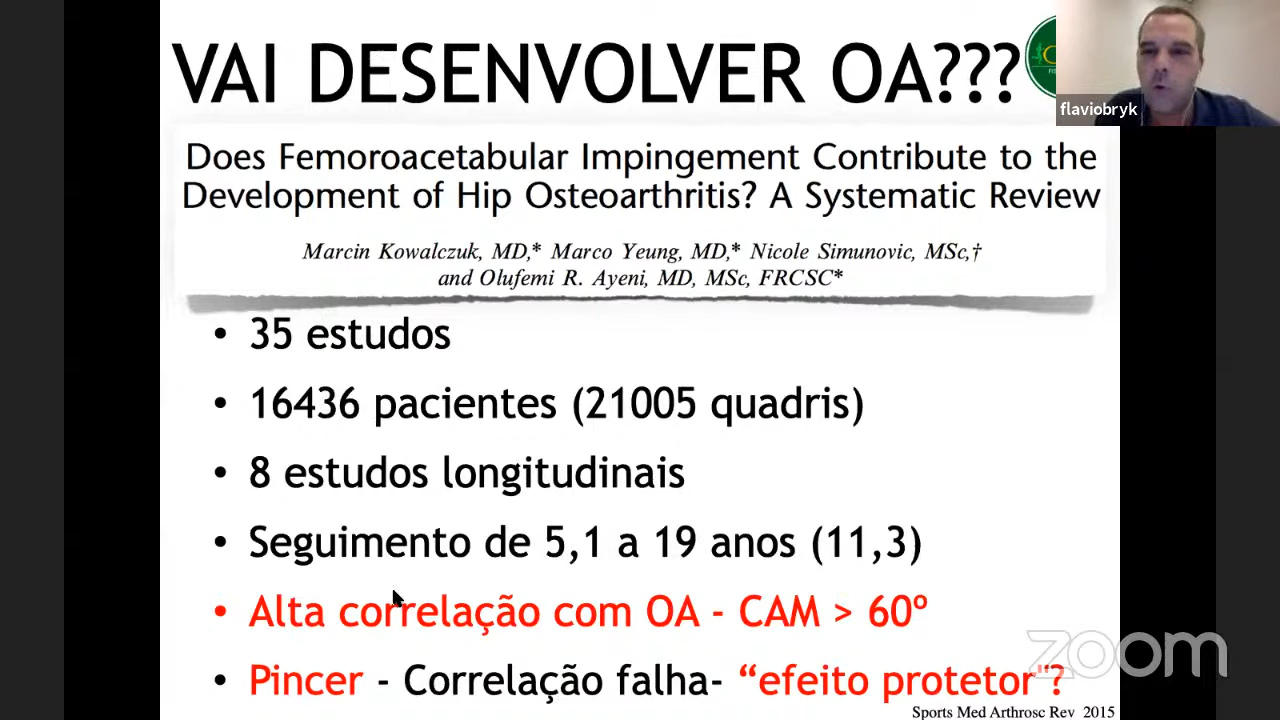 VAI DESENVOLVER OA???
flaviobryk
Does Femoroacetabular Impingement Contribute to the
Development of Hip Osteoarthritis? A Systematic Review
Marcin Kowalczuk, MD,* Marco Yeung, MD,* Nicole Simunovic, MSc,†
and Olufemi R. Ayeni, MD, MSc, FRCSC*
• 35 estudos
• 16436 pacientes (21005 quadris)
• 8 estudos longitudinais
• Seguimento de 5,1 a 19 anos (11,3)
• Alta correlação com OA - CAM > 60º
• Pincer - Correlação falha- “efeito protetor"?
zoom
Sports Med Arthrosc Rev 2015